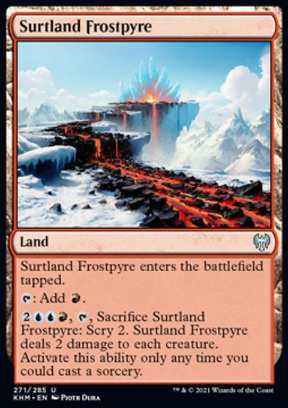 Surtland Frostpyre
Land
Surtland Frostpyre enters the battlefield
tapped.
: Add .
2, , Sacrifice Surtland
Frostpyre: Scry 2. Surtland Frostpyre
deals 2 damage to each creature.
Activate this ability only any time you
could cast a sorcery.
271/285 U
KHM • EN Piotr Dura
™ & © 2021 Wizards of the Coast